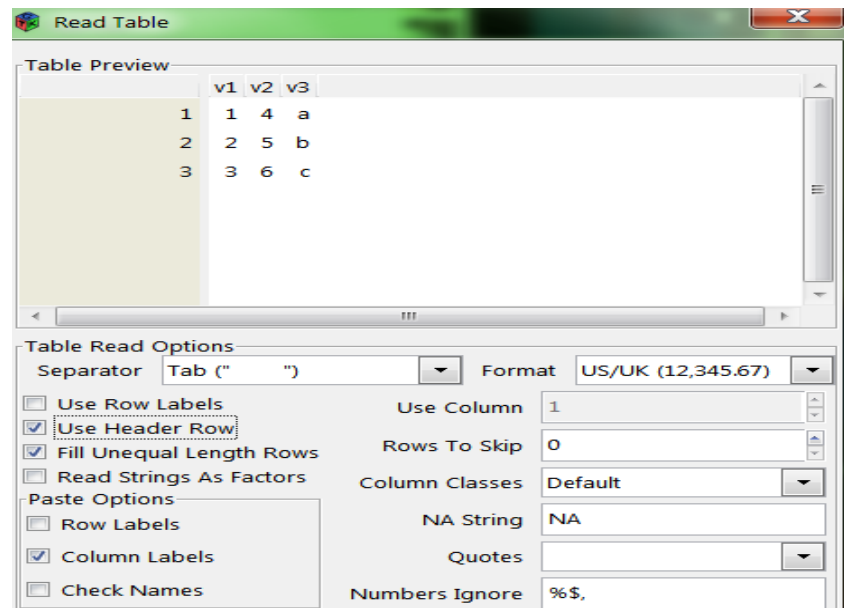 Read Table
Table Preview
v1 v2 v3
1 1 4 a
2 2 5 b
3 3 6 c
Table Read Options
Separator Tab (" ") Format US/UK (12,345.67)
Use Row Labels
Use Header Row
Fill Unequal Length Rows
Read Strings As Factors
Use Column 1
Rows To Skip 0
Column Classes Default
NA String NA
Quotes
Numbers Ignore %$,
Paste Options
Row Labels
Column Labels
Check Names